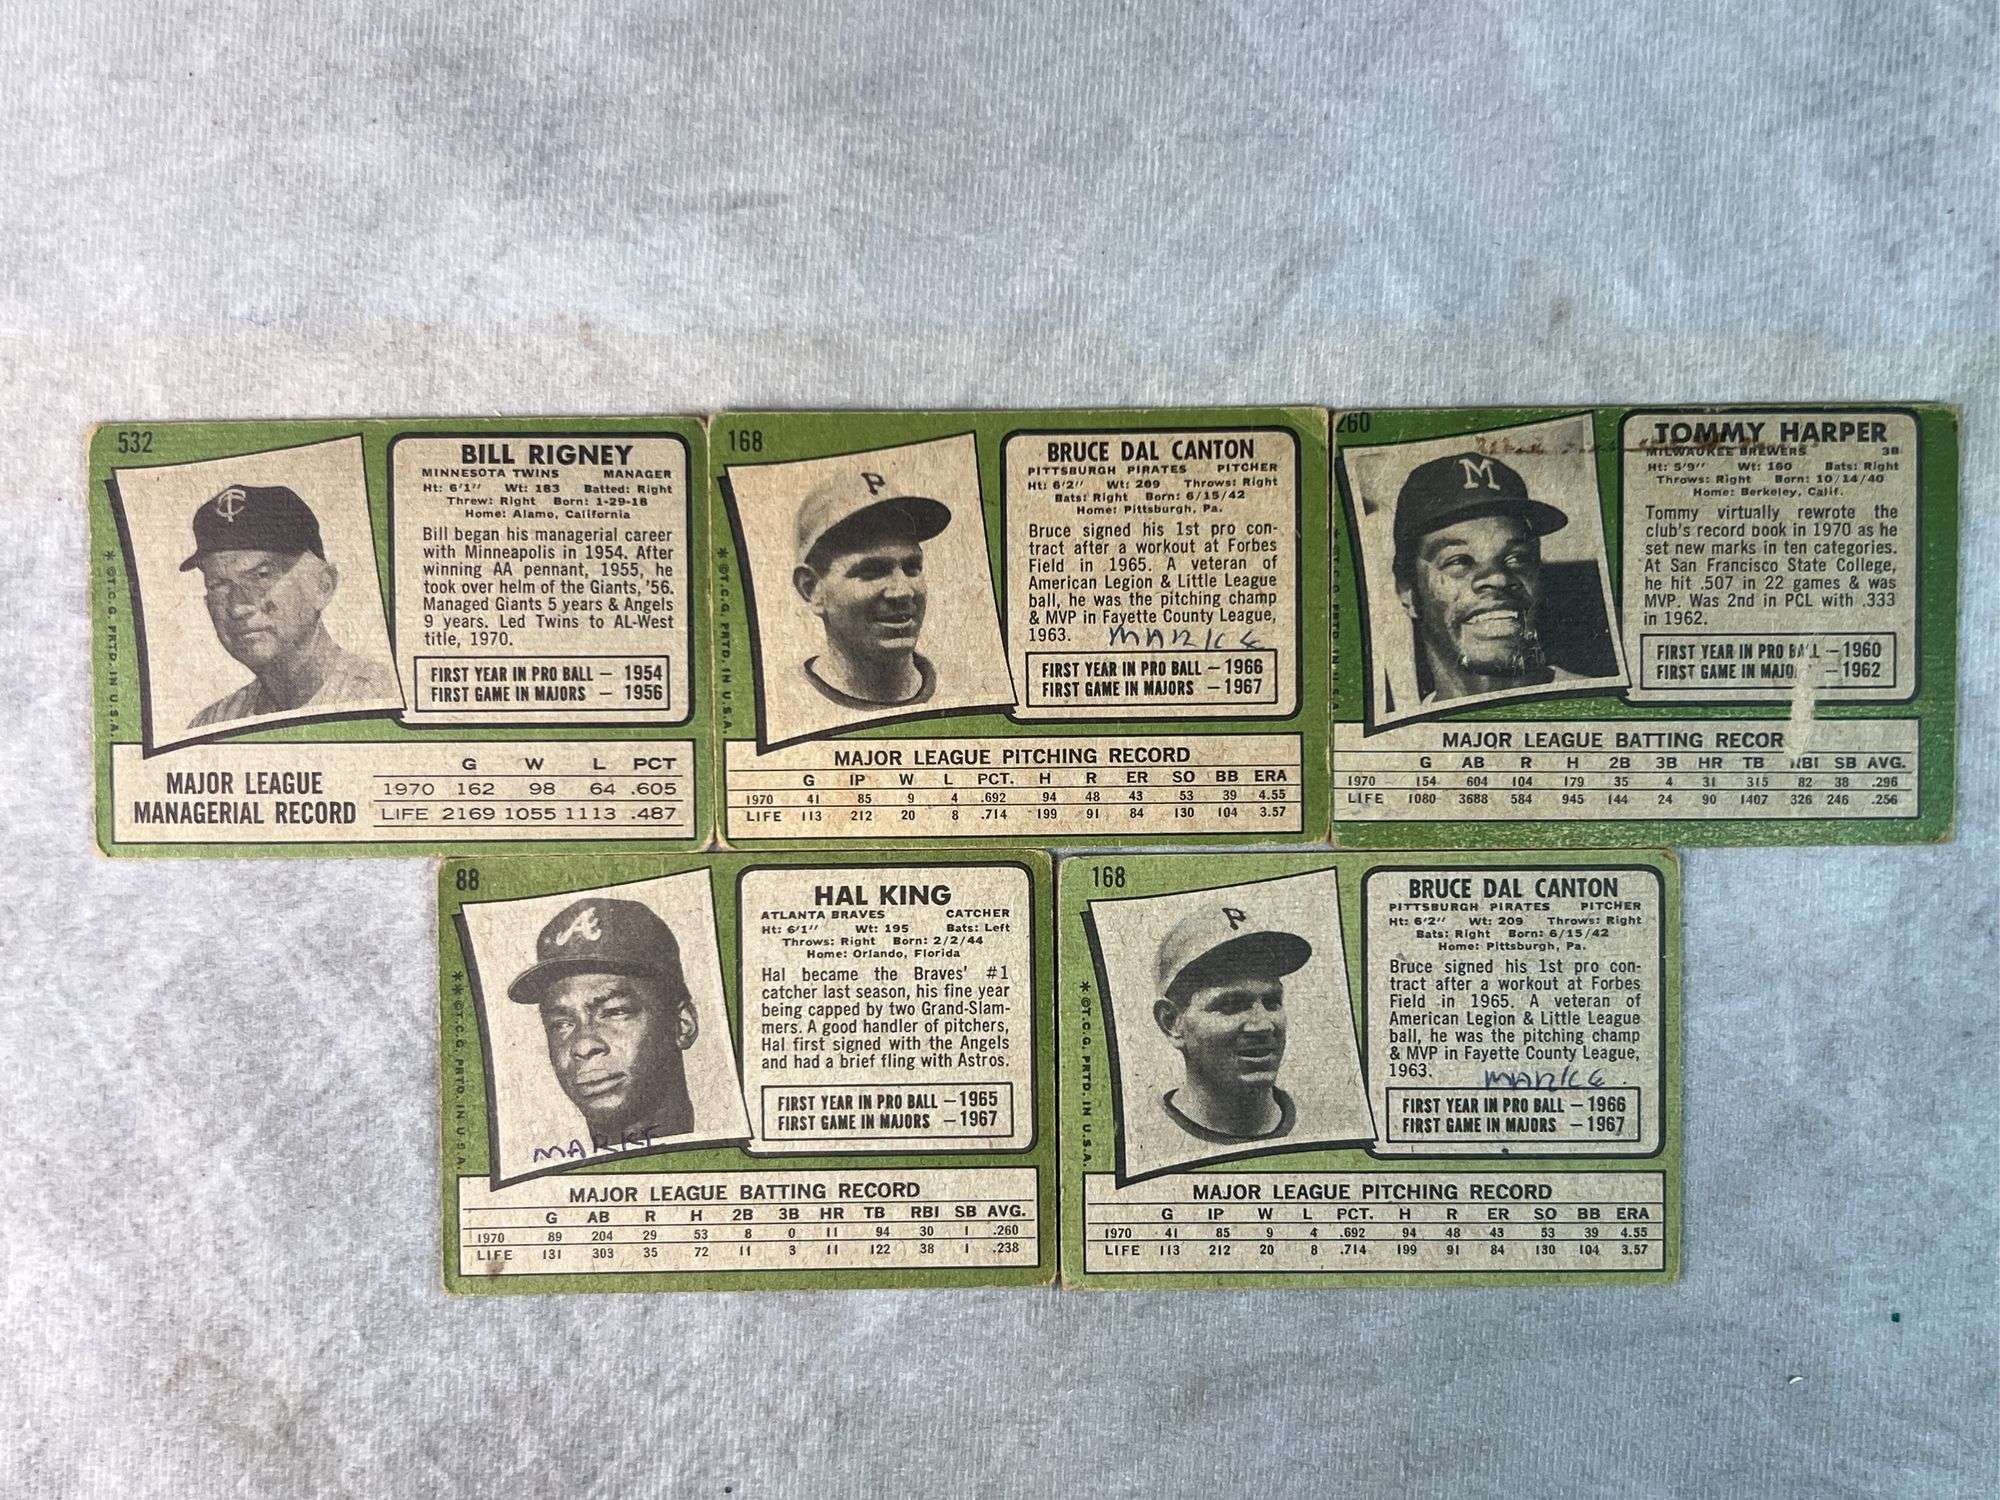 532
BILL RIGNEY
MINNESOTA TWINS MANAGER
Ht: 6'1" Wt: 183 Batted: Right
Threw: Right Born: 1-29-18
Home: Alamo, California
Bill began his managerial career
with Minneapolis in 1954. After
winning AA pennant, 1955, he
took over helm of the Giants, '56.
Managed Giants 5 years & Angels
9 years. Led Twins to AL-West
title, 1970.
FIRST YEAR IN PRO BALL — 1954
FIRST GAME IN MAJORS — 1956
* ©T.C.G. PRTD. IN U.S.A.
MAJOR LEAGUE
MANAGERIAL RECORD
G W L PCT
1970 162 98 64 .605
LIFE 2169 1055 1113 .487
168
P
BRUCE DAL CANTON
PITTSBURGH PIRATES PITCHER
Ht: 6'2" Wt: 209 Throws: Right
Bats: Right Born: 6/15/42
Home: Pittsburgh, Pa.
Bruce signed his 1st pro con-
tract after a workout at Forbes
Field in 1965. A veteran of
American Legion & Little League
ball, he was the pitching champ
& MVP in Fayette County League,
1963. MARKE
FIRST YEAR IN PRO BALL — 1966
FIRST GAME IN MAJORS — 1967
* ©T.C.G. PRTD. IN U.S.A.
MAJOR LEAGUE PITCHING RECORD
G IP W L PCT. H R ER SO BB ERA
1970 41 85 9 4 .692 94 48 43 53 39 4.55
LIFE 113 212 20 8 .714 199 91 84 130 104 3.57
260
M
TOMMY HARPER
MILWAUKEE BREWERS 3B
Ht: 5'9" Wt: 160 Bats: Right
Throws: Right Born: 10/14/40
Home: Berkeley, Calif.
Tommy virtually rewrote the
club's record book in 1970 as he
set new marks in ten categories.
At San Francisco State College,
he hit .507 in 22 games & was
MVP. Was 2nd in PCL with .333
in 1962.
FIRST YEAR IN PRO BALL — 1960
FIRST GAME IN MAJO — 1962
MAJOR LEAGUE BATTING RECOR
G AB R H 2B 3B HR TB RBI SB AVG.
1970 154 604 104 179 35 4 31 315 82 38 .296
LIFE 1080 3688 584 945 144 24 90 1407 326 246 .256
88
A
HAL KING
ATLANTA BRAVES CATCHER
Ht: 6'1" Wt: 195 Bats: Left
Throws: Right Born: 2/2/44
Home: Orlando, Florida
Hal became the Braves' #1
catcher last season, his fine year
being capped by two Grand-Slam-
mers. A good handler of pitchers,
Hal first signed with the Angels
and had a brief fling with Astros.
FIRST YEAR IN PRO BALL — 1965
FIRST GAME IN MAJORS — 1967
MARKE
* * ©T.C.G. PRTD. IN U.S.A.
MAJOR LEAGUE BATTING RECORD
G AB R H 2B 3B HR TB RBI SB AVG.
1970 89 204 29 53 8 0 11 94 30 1 .260
LIFE 131 303 35 72 11 3 11 122 38 1 .238
168
P
BRUCE DAL CANTON
PITTSBURGH PIRATES PITCHER
Ht: 6'2" Wt: 209 Throws: Right
Bats: Right Born: 6/15/42
Home: Pittsburgh, Pa.
Bruce signed his 1st pro con-
tract after a workout at Forbes
Field in 1965. A veteran of
American Legion & Little League
ball, he was the pitching champ
& MVP in Fayette County League,
1963. MARKE
FIRST YEAR IN PRO BALL — 1966
FIRST GAME IN MAJORS — 1967
* ©T.C.G. PRTD. IN U.S.A.
MAJOR LEAGUE PITCHING RECORD
G IP W L PCT. H R ER SO BB ERA
1970 41 85 9 4 .692 94 48 43 53 39 4.55
LIFE 113 212 20 8 .714 199 91 84 130 104 3.57